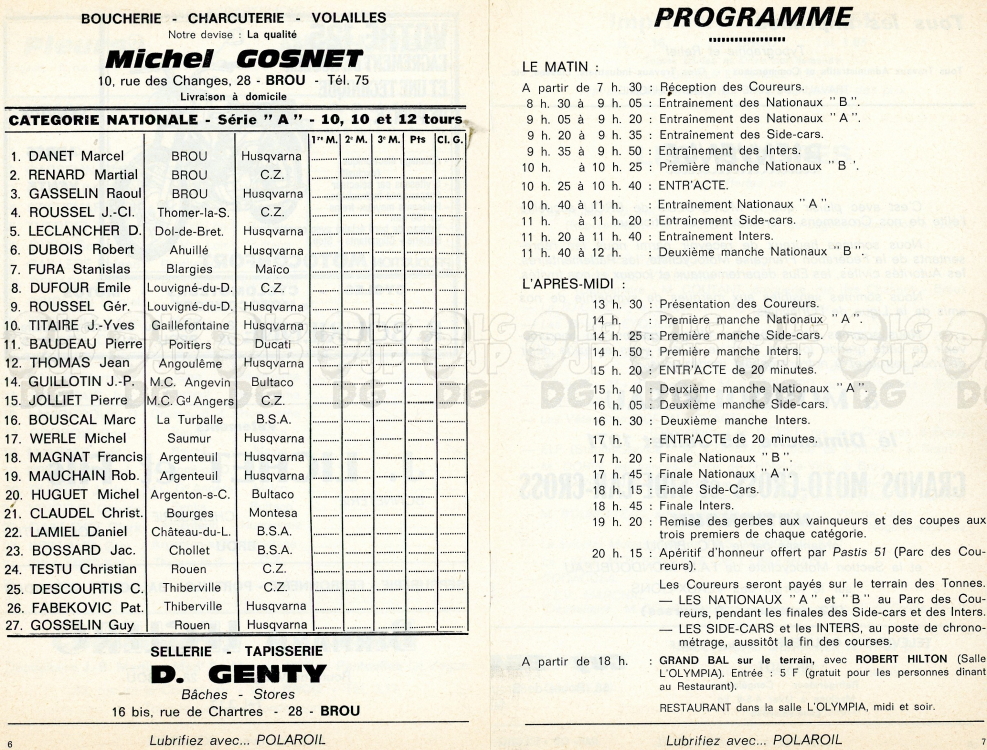 BOUCHERIE - CHARCUTERIE - VOLAILLES
Notre devise : La qualité
Michel GOSNET
10, rue des Changes, 28 - BROU - Tél. 75
Livraison à domicile
CATEGORIE NATIONALE - Série "A" - 10, 10 et 12 tours
1re M. 2e M. 3e M. Pts Cl. G.
1. DANET Marcel BROU Husqvarna
2. RENARD Martial BROU C.Z.
3. GASSELIN Raoul BROU Husqvarna
4. ROUSSEL J.-Cl. Thomer-la-S. C.Z.
5. LECLANCHER D. Dol-de-Bret. Husqvarna
6. DUBOIS Robert Ahuillé Husqvarna
7. FURA Stanislas Blargies Maïco
8. DUFOUR Emile Louvigné-du-D. C.Z.
9. ROUSSEL Gér. Louvigné-du-D. Husqvarna
10. TITAIRE J.-Yves Gaillefontaine Husqvarna
11. BAUDEAU Pierre Poitiers Ducati
12. THOMAS Jean Angoulême Husqvarna
14. GUILLOTIN J.-P. M.C. Angevin Bultaco
15. JOLLIET Pierre M.C. Gd Angers C.Z.
16. BOUSCAL Marc La Turballe B.S.A.
17. WERLE Michel Saumur Husqvarna
18. MAGNAT Francis Argenteuil Husqvarna
19. MAUCHAIN Rob. Argenteuil Husqvarna
20. HUGUET Michel Argenton-s-C. Bultaco
21. CLAUDEL Christ. Bourges Montesa
22. LAMIEL Daniel Château-du-L. B.S.A.
23. BOSSARD Jac. Chollet B.S.A.
24. TESTU Christian Rouen C.Z.
25. DESCOURTIS C. Thiberville C.Z.
26. FABEKOVIC Pat. Thiberville Husqvarna
27. GOSSELIN Guy Rouen Husqvarna
SELLERIE - TAPISSERIE
D. GENTY
Bâches - Stores
16 bis, rue de Chartres - 28 - BROU
6 Lubrifiez avec... POLAROIL
PROGRAMME
LE MATIN :
A partir de 7 h. 30 : Réception des Coureurs.
8 h. 30 à 9 h. 05 : Entraînement des Nationaux "B".
9 h. 05 à 9 h. 20 : Entraînement des Nationaux "A".
9 h. 20 à 9 h. 35 : Entraînement des Side-cars.
9 h. 35 à 9 h. 50 : Entraînement des Inters.
10 h. à 10 h. 25 : Première manche Nationaux "B".
10 h. 25 à 10 h. 40 : ENTR'ACTE.
10 h. 40 à 11 h. : Entraînement Nationaux "A".
11 h. à 11 h. 20 : Entraînement Side-cars.
11 h. 20 à 11 h. 40 : Entraînement Inters.
11 h. 40 à 12 h. : Deuxième manche Nationaux "B".
L'APRÈS-MIDI :
13 h. 30 : Présentation des Coureurs.
14 h. : Première manche Nationaux "A".
14 h. 25 : Première manche Side-cars.
14 h. 50 : Première manche Inters.
15 h. 20 : ENTR'ACTE de 20 minutes.
15 h. 40 : Deuxième manche Nationaux "A".
16 h. 05 : Deuxième manche Side-cars.
16 h. 30 : Deuxième manche Inters.
17 h. : ENTR'ACTE de 20 minutes.
17 h. 20 : Finale Nationaux "B".
17 h. 45 : Finale Nationaux "A".
18 h. 15 : Finale Side-Cars.
18 h. 45 : Finale Inters.
19 h. 20 : Remise des gerbes aux vainqueurs et des coupes aux
trois premiers de chaque catégorie.
20 h. 15 : Apéritif d'honneur offert par Pastis 51 (Parc des Cou-
reurs).
Les Coureurs seront payés sur le terrain des Tonnes.
— LES NATIONAUX "A" et "B" au Parc des Cou-
reurs, pendant les finales des Side-cars et des Inters.
— LES SIDE-CARS et les INTERS, au poste de chrono-
métrage, aussitôt la fin des courses.
A partir de 18 h. : GRAND BAL sur le terrain, avec ROBERT HILTON (Salle
L'OLYMPIA). Entrée : 5 F (gratuit pour les personnes dînant
au Restaurant).
RESTAURANT dans la salle L'OLYMPIA, midi et soir.
Lubrifiez avec... POLAROIL 7